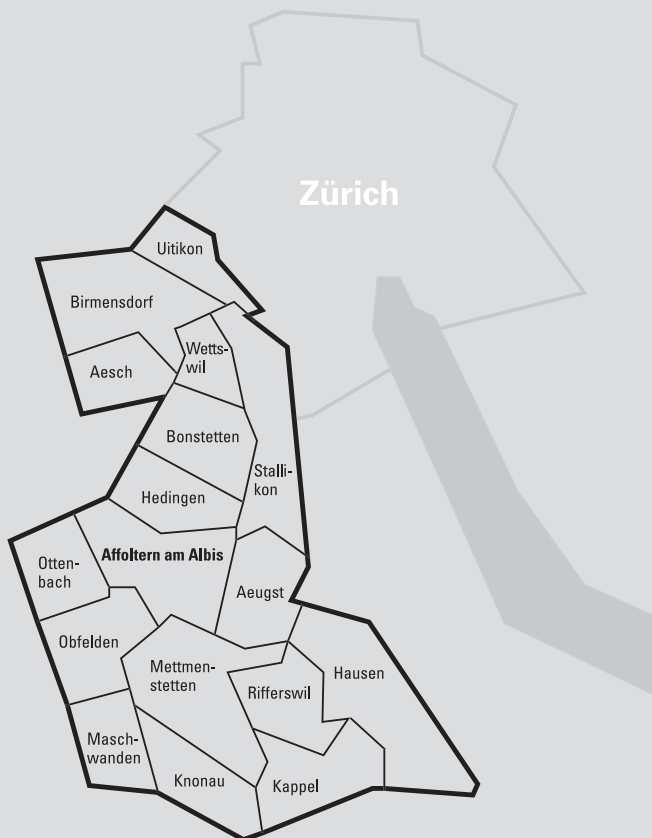 Zürich
Uitikon
Birmensdorf
Wetts-
wil
Aesch
Bonstetten
Stalli-
kon
Hedingen
Affoltern am Albis
Otten-
bach
Aeugst
Obfelden
Mettmen-
stetten
Hausen
Rifferswil
Masch-
wanden
Knonau
Kappel